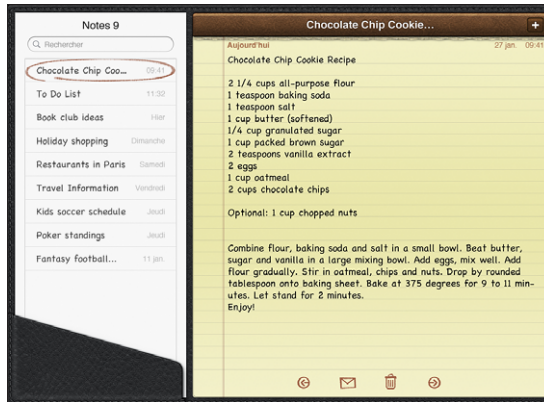 Notes 9
Rechercher
Chocolate Chip Coo... 09:41
To Do List 11:32
Book club ideas Hier
Holiday shopping Dimanche
Restaurants in Paris Samedi
Travel Information Vendredi
Kids soccer schedule Jeudi
Poker standings Jeudi
Fantasy football... 11 jan.
Chocolate Chip Cookie... +
Aujourd'hui 27 jan. 09:41
Chocolate Chip Cookie Recipe
2 1/4 cups all-purpose flour
1 teaspoon baking soda
1 teaspoon salt
1 cup butter (softened)
1/4 cup granulated sugar
1 cup packed brown sugar
2 teaspoons vanilla extract
2 eggs
1 cup oatmeal
2 cups chocolate chips
Optional: 1 cup chopped nuts
Combine flour, baking soda and salt in a small bowl. Beat butter,
sugar and vanilla in a large mixing bowl. Add eggs, mix well. Add
flour gradually. Stir in oatmeal, chips and nuts. Drop by rounded
tablespoon onto baking sheet. Bake at 375 degrees for 9 to 11 min-
utes. Let stand for 2 minutes.
Enjoy!